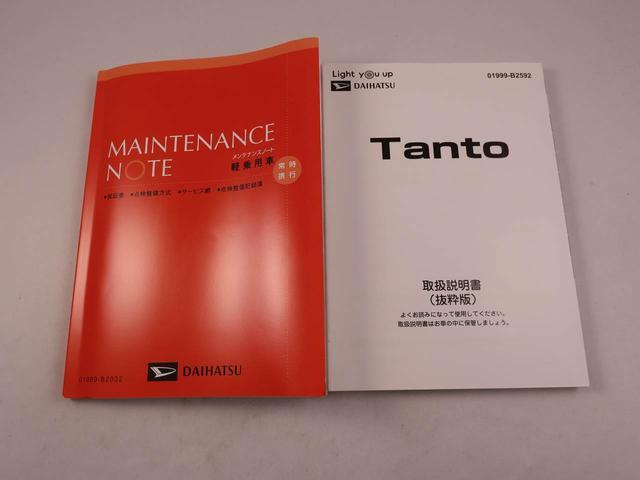 MAINTENANCE
NOTE
メンテナンスノート
軽乗用車
常時
携行
●保証書 ●点検整備方式 ●サービス網 ●点検整備記録簿
DAIHATSU
01999-B2032
Light you up
DAIHATSU
01999-B2592
Tanto
取扱説明書
(抜粋版)
よくお読みになって使用してください。
取扱説明書はお車の中に保管しましょう。